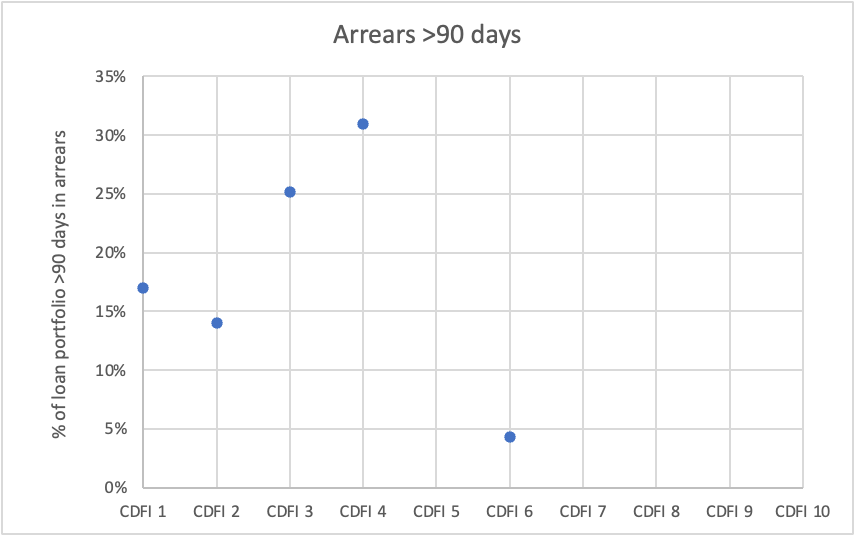 Arrears >90 days
% of loan portfolio >90 days in arrears
35%
30%
25%
20%
15%
10%
5%
0%
CDFI 1 CDFI 2 CDFI 3 CDFI 4 CDFI 5 CDFI 6 CDFI 7 CDFI 8 CDFI 9 CDFI 10